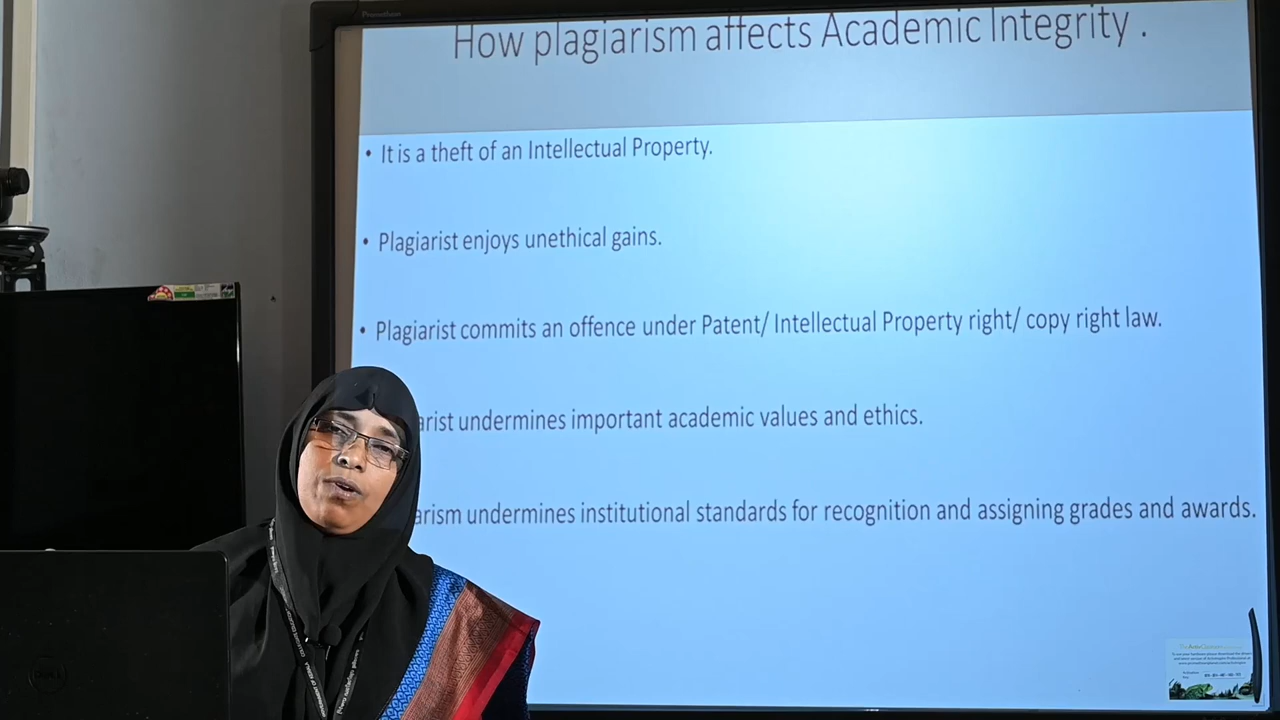 Promethean
How plagiarism affects Academic Integrity .
• It is a theft of an Intellectual Property.
• Plagiarist enjoys unethical gains.
• Plagiarist commits an offence under Patent/ Intellectual Property right/ copy right law.
arist undermines important academic values and ethics.
arism undermines institutional standards for recognition and assigning grades and awards.
DELL